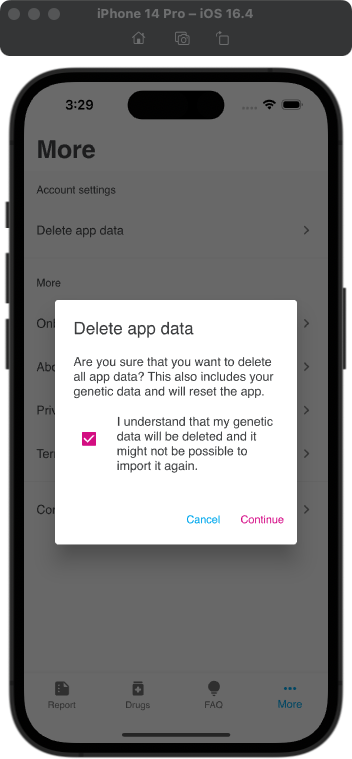 iPhone 14 Pro – iOS 16.4
3:29
More
Account settings
Delete app data
More
Onl
Abo
Priv
Terr
Con
Delete app data
Are you sure that you want to delete
all app data? This also includes your
genetic data and will reset the app.
I understand that my genetic
data will be deleted and it
might not be possible to
import it again.
Cancel
Continue
Report
Drugs
FAQ
More